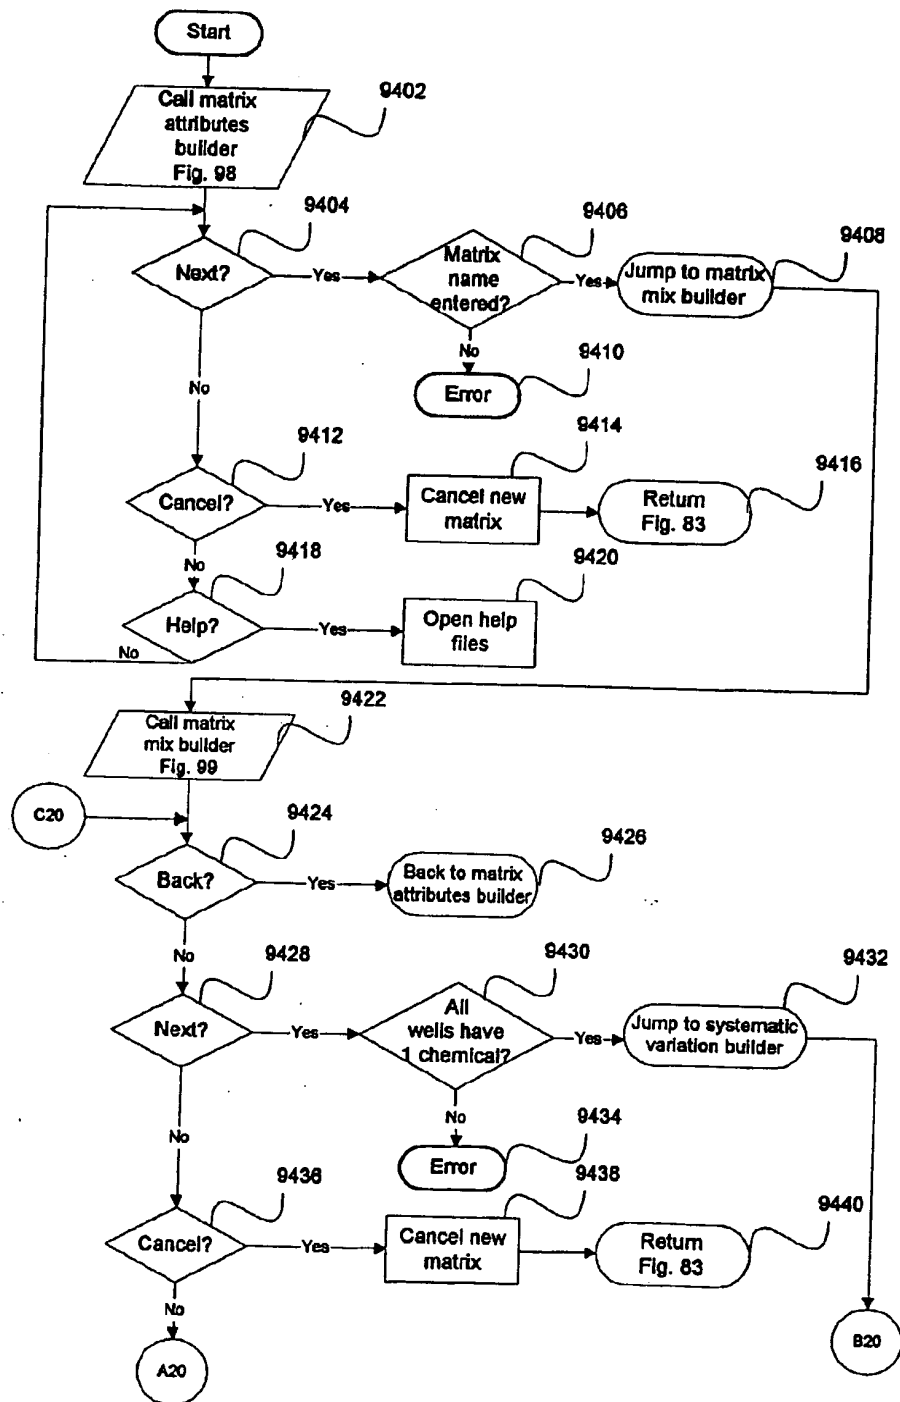 Start
9402
Call matrix
attributes
builder
Fig. 98
9404
9406
9408
Next?
Yes
Matrix
name
entered?
Yes
Jump to matrix
mix builder
No
No
9410
Error
9412
9414
9416
Cancel?
Yes
Cancel new
matrix
Return
Fig. 83
No
9418
9420
Help?
Yes
Open help
files
No
9422
Call matrix
mix builder
Fig. 99
C20
9424
9426
Back?
Yes
Back to matrix
attributes builder
No
9428
9430
9432
Next?
Yes
All
wells have
1 chemical?
Yes
Jump to systematic
variation builder
No
No
9434
Error
9436
9438
9440
Cancel?
Yes
Cancel new
matrix
Return
Fig. 83
No
A20
B20